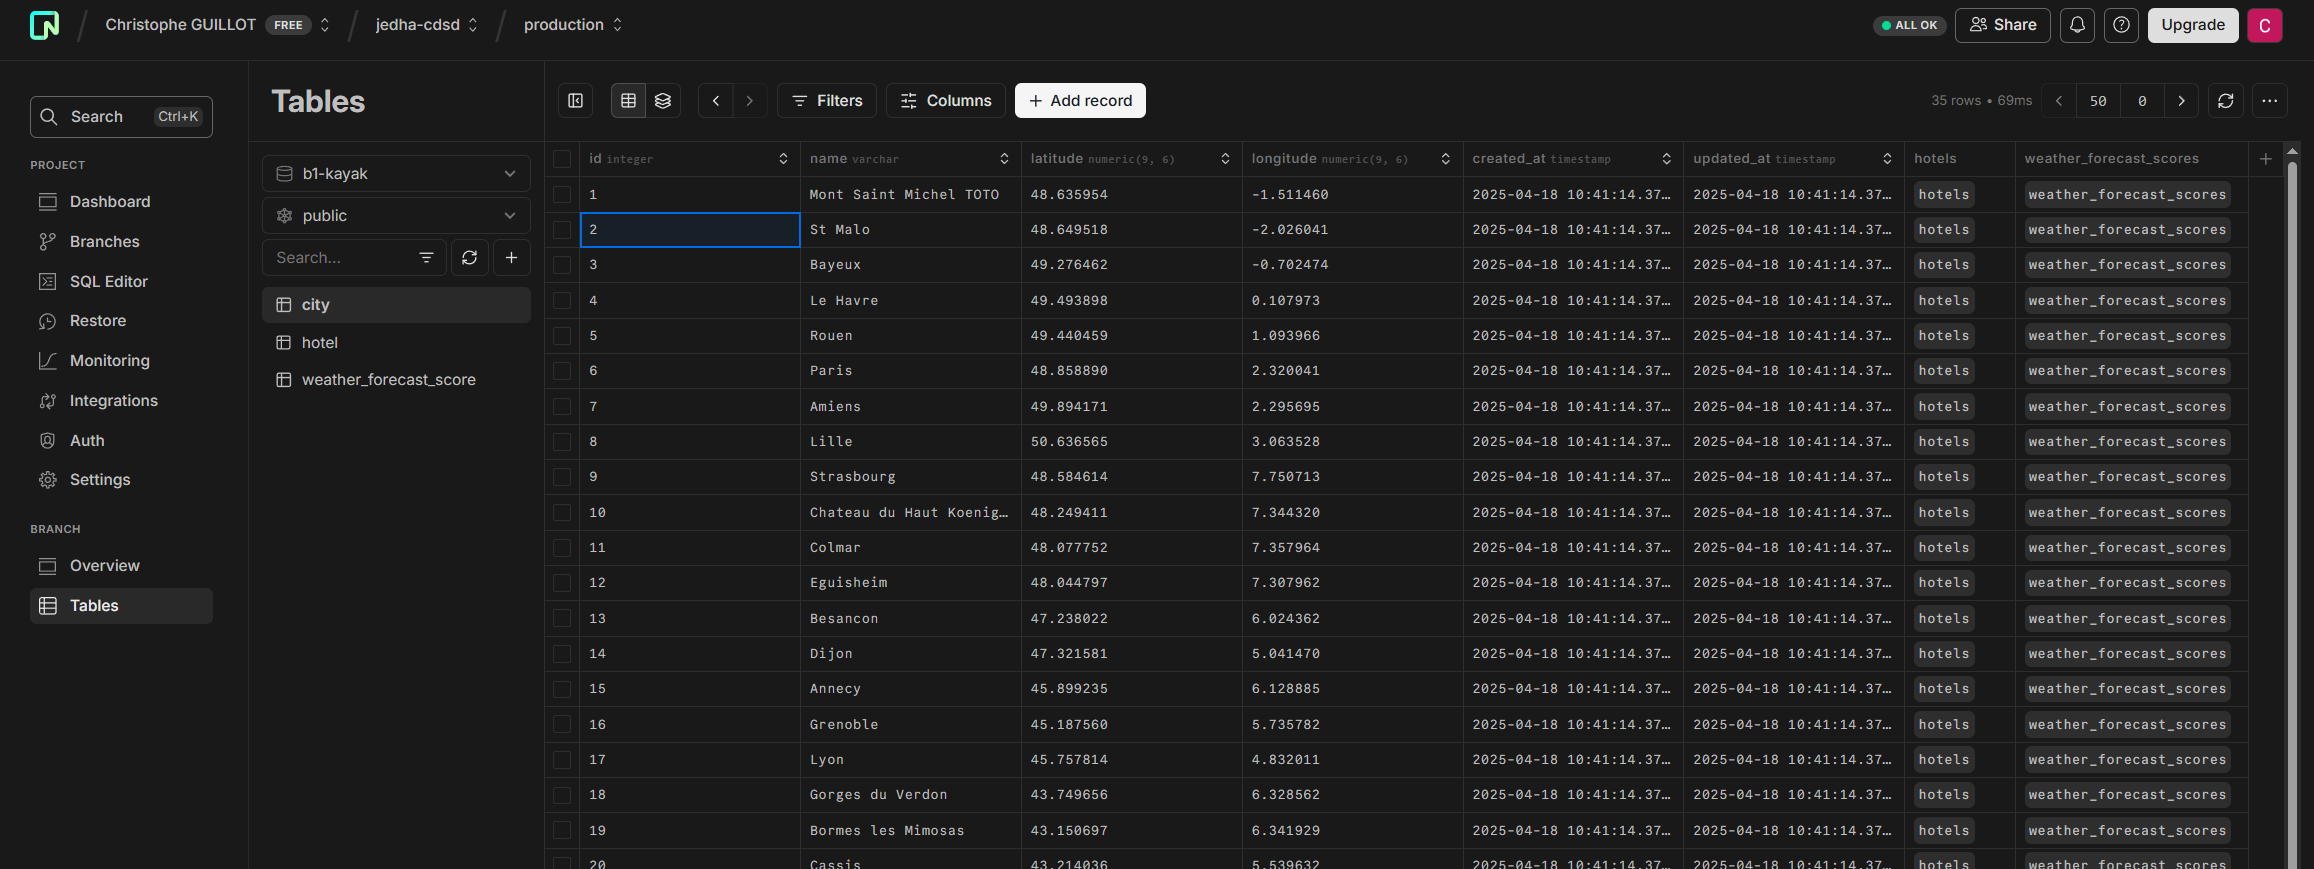 Christophe GUILLOT FREE jedha-cdsd production ALL OK Share Upgrade C
Search Ctrl+K
PROJECT
Dashboard
Branches
SQL Editor
Restore
Monitoring
Integrations
Auth
Settings
BRANCH
Overview
Tables
Tables
b1-kayak
public
Search...
city
hotel
weather_forecast_score
Filters Columns Add record 35 rows • 69ms 50 0
id integer name varchar latitude numeric(9, 6) longitude numeric(9, 6) created_at timestamp updated_at timestamp hotels weather_forecast_scores
1 Mont Saint Michel TOTO 48.635954 -1.511460 2025-04-18 10:41:14.37… 2025-04-18 10:41:14.37… hotels weather_forecast_scores
2 St Malo 48.649518 -2.026041 2025-04-18 10:41:14.37… 2025-04-18 10:41:14.37… hotels weather_forecast_scores
3 Bayeux 49.276462 -0.702474 2025-04-18 10:41:14.37… 2025-04-18 10:41:14.37… hotels weather_forecast_scores
4 Le Havre 49.493898 0.107973 2025-04-18 10:41:14.37… 2025-04-18 10:41:14.37… hotels weather_forecast_scores
5 Rouen 49.440459 1.093966 2025-04-18 10:41:14.37… 2025-04-18 10:41:14.37… hotels weather_forecast_scores
6 Paris 48.858890 2.320041 2025-04-18 10:41:14.37… 2025-04-18 10:41:14.37… hotels weather_forecast_scores
7 Amiens 49.894171 2.295695 2025-04-18 10:41:14.37… 2025-04-18 10:41:14.37… hotels weather_forecast_scores
8 Lille 50.636565 3.063528 2025-04-18 10:41:14.37… 2025-04-18 10:41:14.37… hotels weather_forecast_scores
9 Strasbourg 48.584614 7.750713 2025-04-18 10:41:14.37… 2025-04-18 10:41:14.37… hotels weather_forecast_scores
10 Chateau du Haut Koenig… 48.249411 7.344320 2025-04-18 10:41:14.37… 2025-04-18 10:41:14.37… hotels weather_forecast_scores
11 Colmar 48.077752 7.357964 2025-04-18 10:41:14.37… 2025-04-18 10:41:14.37… hotels weather_forecast_scores
12 Eguisheim 48.044797 7.307962 2025-04-18 10:41:14.37… 2025-04-18 10:41:14.37… hotels weather_forecast_scores
13 Besancon 47.238022 6.024362 2025-04-18 10:41:14.37… 2025-04-18 10:41:14.37… hotels weather_forecast_scores
14 Dijon 47.321581 5.041470 2025-04-18 10:41:14.37… 2025-04-18 10:41:14.37… hotels weather_forecast_scores
15 Annecy 45.899235 6.128885 2025-04-18 10:41:14.37… 2025-04-18 10:41:14.37… hotels weather_forecast_scores
16 Grenoble 45.187560 5.735782 2025-04-18 10:41:14.37… 2025-04-18 10:41:14.37… hotels weather_forecast_scores
17 Lyon 45.757814 4.832011 2025-04-18 10:41:14.37… 2025-04-18 10:41:14.37… hotels weather_forecast_scores
18 Gorges du Verdon 43.749656 6.328562 2025-04-18 10:41:14.37… 2025-04-18 10:41:14.37… hotels weather_forecast_scores
19 Bormes les Mimosas 43.150697 6.341929 2025-04-18 10:41:14.37… 2025-04-18 10:41:14.37… hotels weather_forecast_scores
20 Cassis 43.214036 5.539632 2025-04-18 10:41:14.37… 2025-04-18 10:41:14.37… hotels weather_forecast_scores